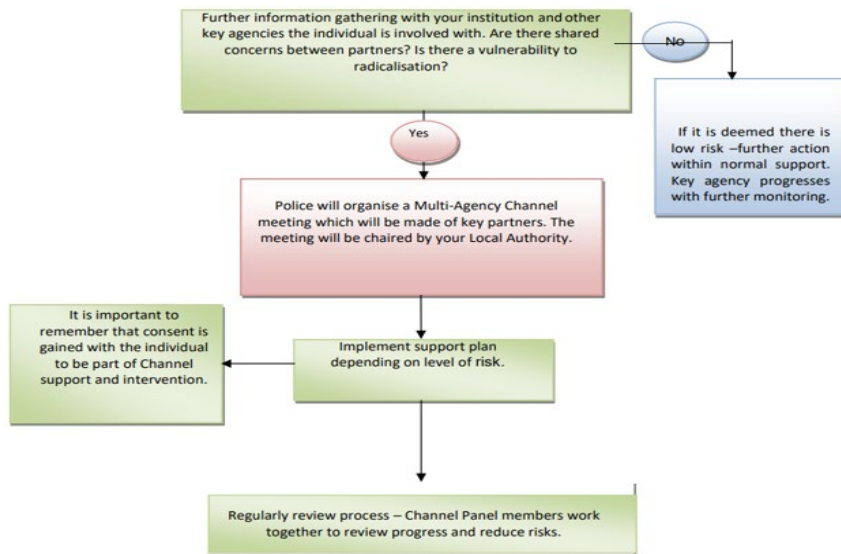 Further information gathering with your institution and other
key agencies the individual is involved with. Are there shared
concerns between partners? Is there a vulnerability to
radicalisation?
No
If it is deemed there is
low risk –further action
within normal support.
Key agency progresses
with further monitoring.
Yes
Police will organise a Multi-Agency Channel
meeting which will be made of key partners. The
meeting will be chaired by your Local Authority.
It is important to
remember that consent is
gained with the individual
to be part of Channel
support and intervention.
Implement support plan
depending on level of risk.
Regularly review process – Channel Panel members work
together to review progress and reduce risks.